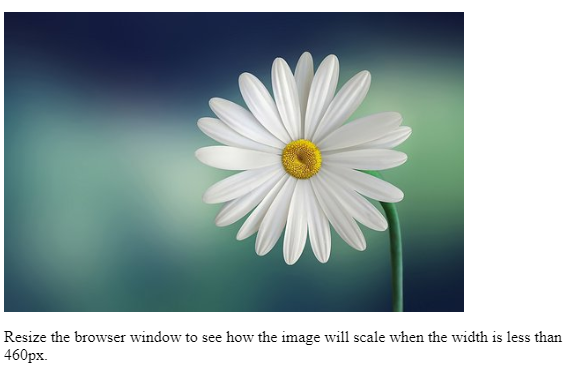 Resize the browser window to see how the image will scale when the width is less than
460px.